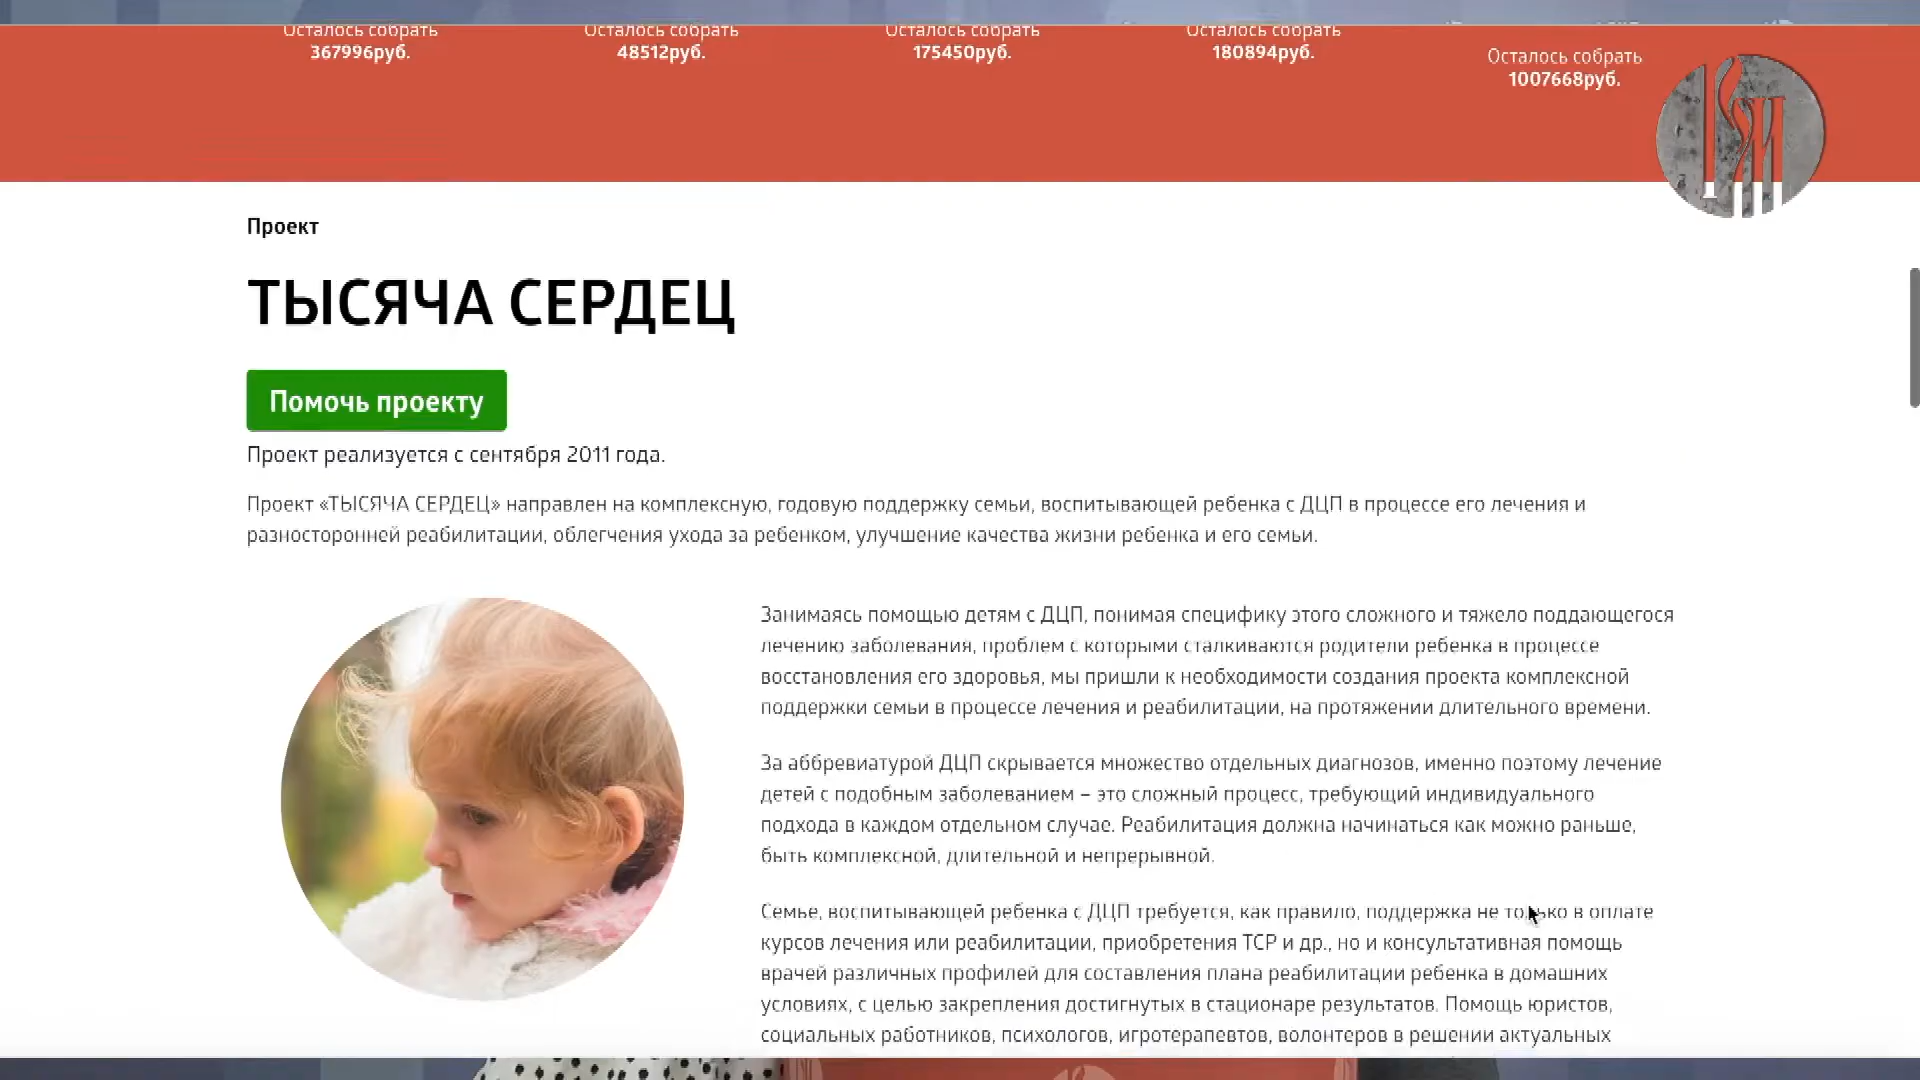 Осталось собрать
367996руб.
Осталось собрать
48512руб.
Осталось собрать
175450руб.
Осталось собрать
180894руб.
Осталось собрать
1007668руб.
Проект
ТЫСЯЧА СЕРДЕЦ
Помочь проекту
Проект реализуется с сентября 2011 года.
Проект «ТЫСЯЧА СЕРДЕЦ» направлен на комплексную, годовую поддержку семьи, воспитывающей ребенка с ДЦП в процессе его лечения и
разносторонней реабилитации, облегчения ухода за ребенком, улучшение качества жизни ребенка и его семьи.
Занимаясь помощью детям с ДЦП, понимая специфику этого сложного и тяжело поддающегося
лечению заболевания, проблем с которыми сталкиваются родители ребенка в процессе
восстановления его здоровья, мы пришли к необходимости создания проекта комплексной
поддержки семьи в процессе лечения и реабилитации, на протяжении длительного времени.
За аббревиатурой ДЦП скрывается множество отдельных диагнозов, именно поэтому лечение
детей с подобным заболеванием – это сложный процесс, требующий индивидуального
подхода в каждом отдельном случае. Реабилитация должна начинаться как можно раньше,
быть комплексной, длительной и непрерывной.
Семье, воспитывающей ребенка с ДЦП требуется, как правило, поддержка не только в оплате
курсов лечения или реабилитации, приобретения ТСР и др., но и консультативная помощь
врачей различных профилей для составления плана реабилитации ребенка в домашних
условиях, с целью закрепления достигнутых в стационаре результатов. Помощь юристов,
социальных работников, психологов, игротерапевтов, волонтеров в решении актуальных